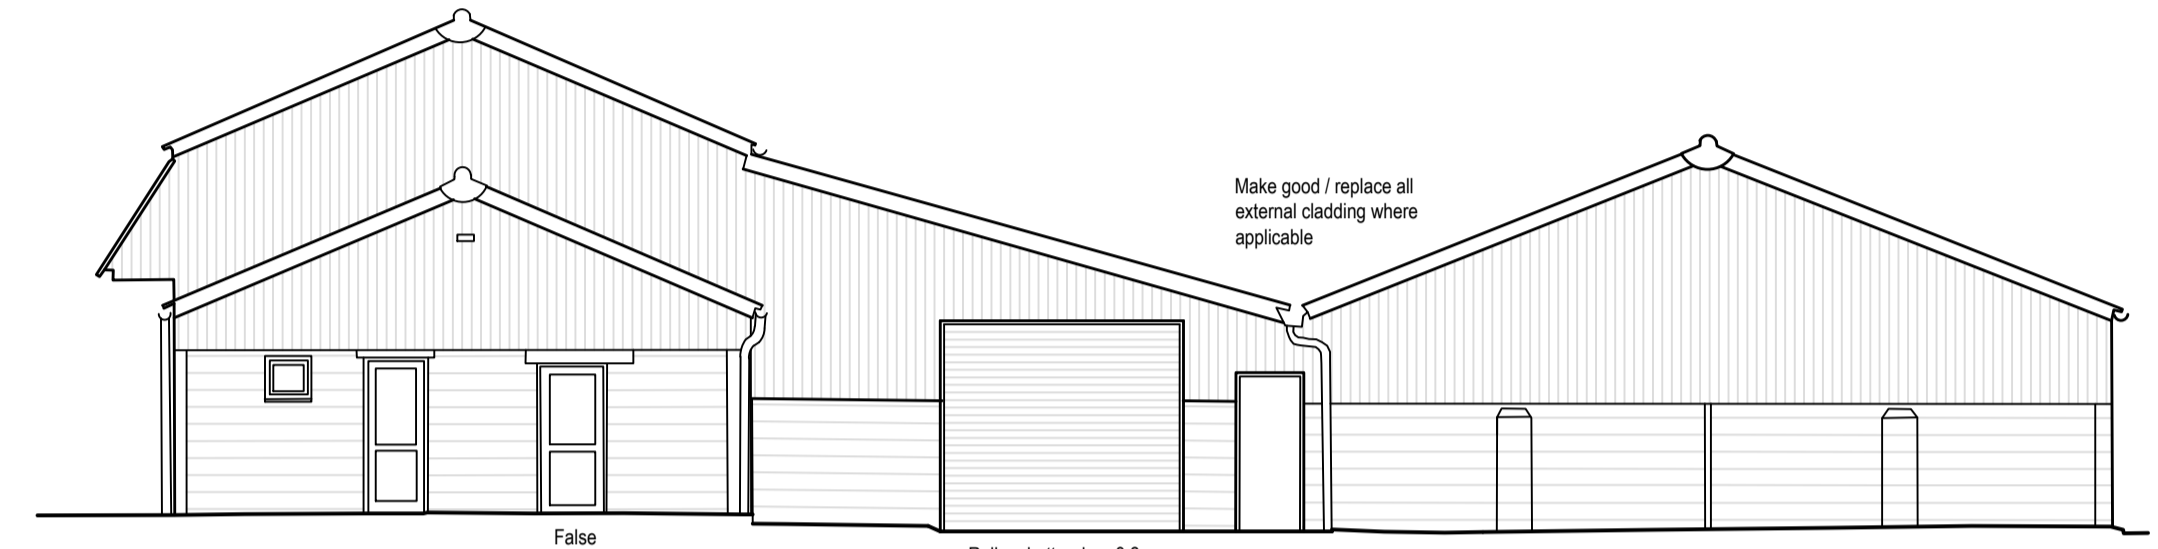 Make good / replace all
external cladding where
applicable
False